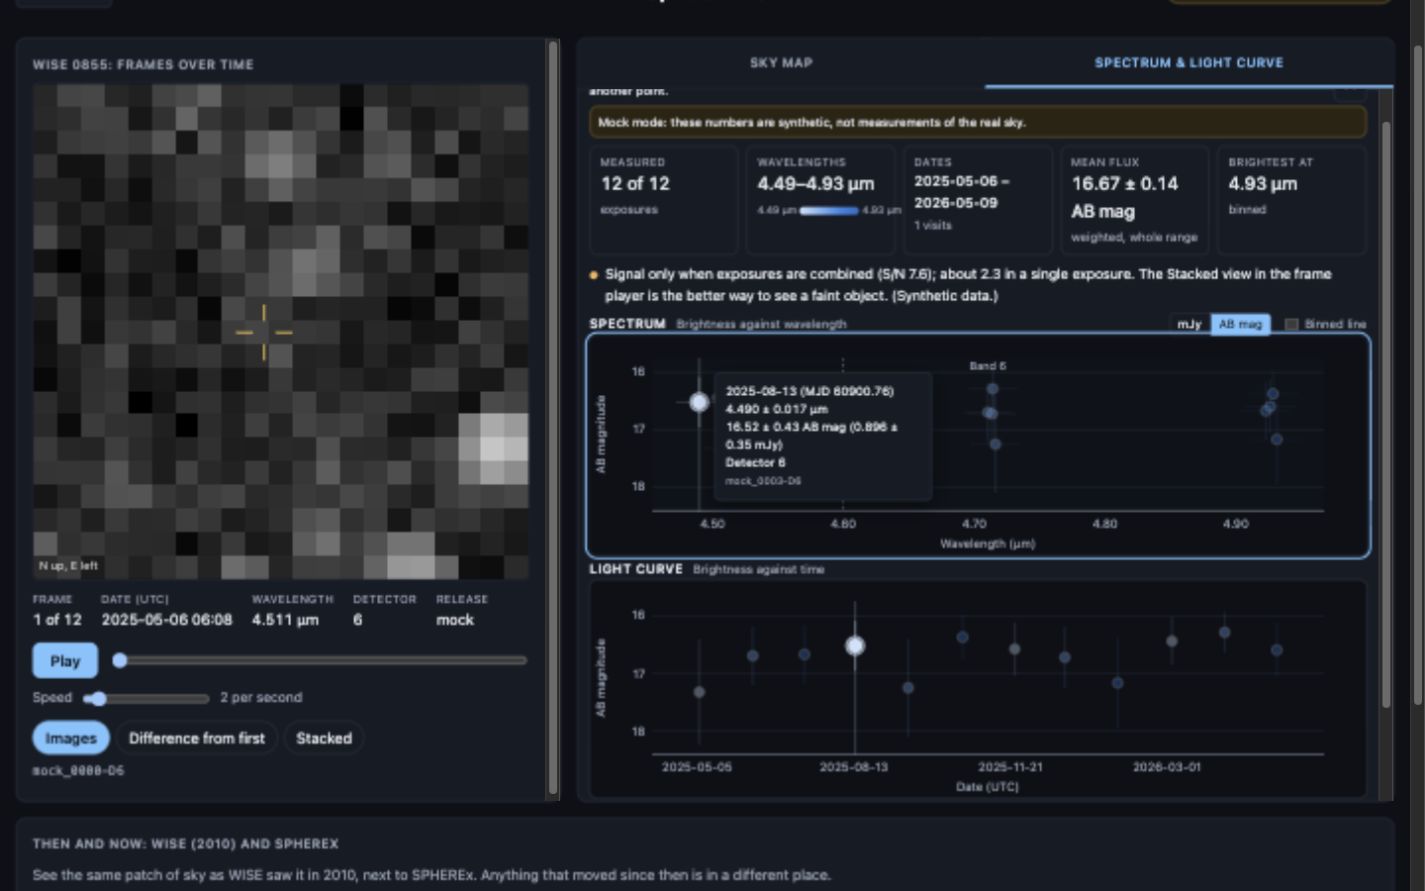 WISE 0855: FRAMES OVER TIME
N up, E left
FRAME DATE (UTC) WAVELENGTH DETECTOR RELEASE
1 of 12 2025-05-06 06:08 4.511 µm 6 mock
Play
Speed 2 per second
Images Difference from first Stacked
mock_0000-D6
SKY MAP SPECTRUM & LIGHT CURVE
another point.
Mock mode: these numbers are synthetic, not measurements of the real sky.
MEASURED
12 of 12
exposures
WAVELENGTHS
4.49–4.93 µm
4.49 µm 4.93 µm
DATES
2025-05-06 –
2026-05-09
1 visits
MEAN FLUX
16.67 ± 0.14
AB mag
weighted, whole range
BRIGHTEST AT
4.93 µm
binned
Signal only when exposures are combined (S/N 7.6); about 2.3 in a single exposure. The Stacked view in the frame
player is the better way to see a faint object. (Synthetic data.)
SPECTRUM Brightness against wavelength mJy AB mag Binned line
Band 6
AB magnitude
16
17
18
2025-08-13 (MJD 60900.76)
4.490 ± 0.017 µm
16.52 ± 0.43 AB mag (0.896 ±
0.35 mJy)
Detector 6
mock_0003-D6
4.50 4.60 4.70 4.80 4.90
Wavelength (µm)
LIGHT CURVE Brightness against time
AB magnitude
16
17
18
2025-05-05 2025-08-13 2025-11-21 2026-03-01
Date (UTC)
THEN AND NOW: WISE (2010) AND SPHEREX
See the same patch of sky as WISE saw it in 2010, next to SPHEREx. Anything that moved since then is in a different place.